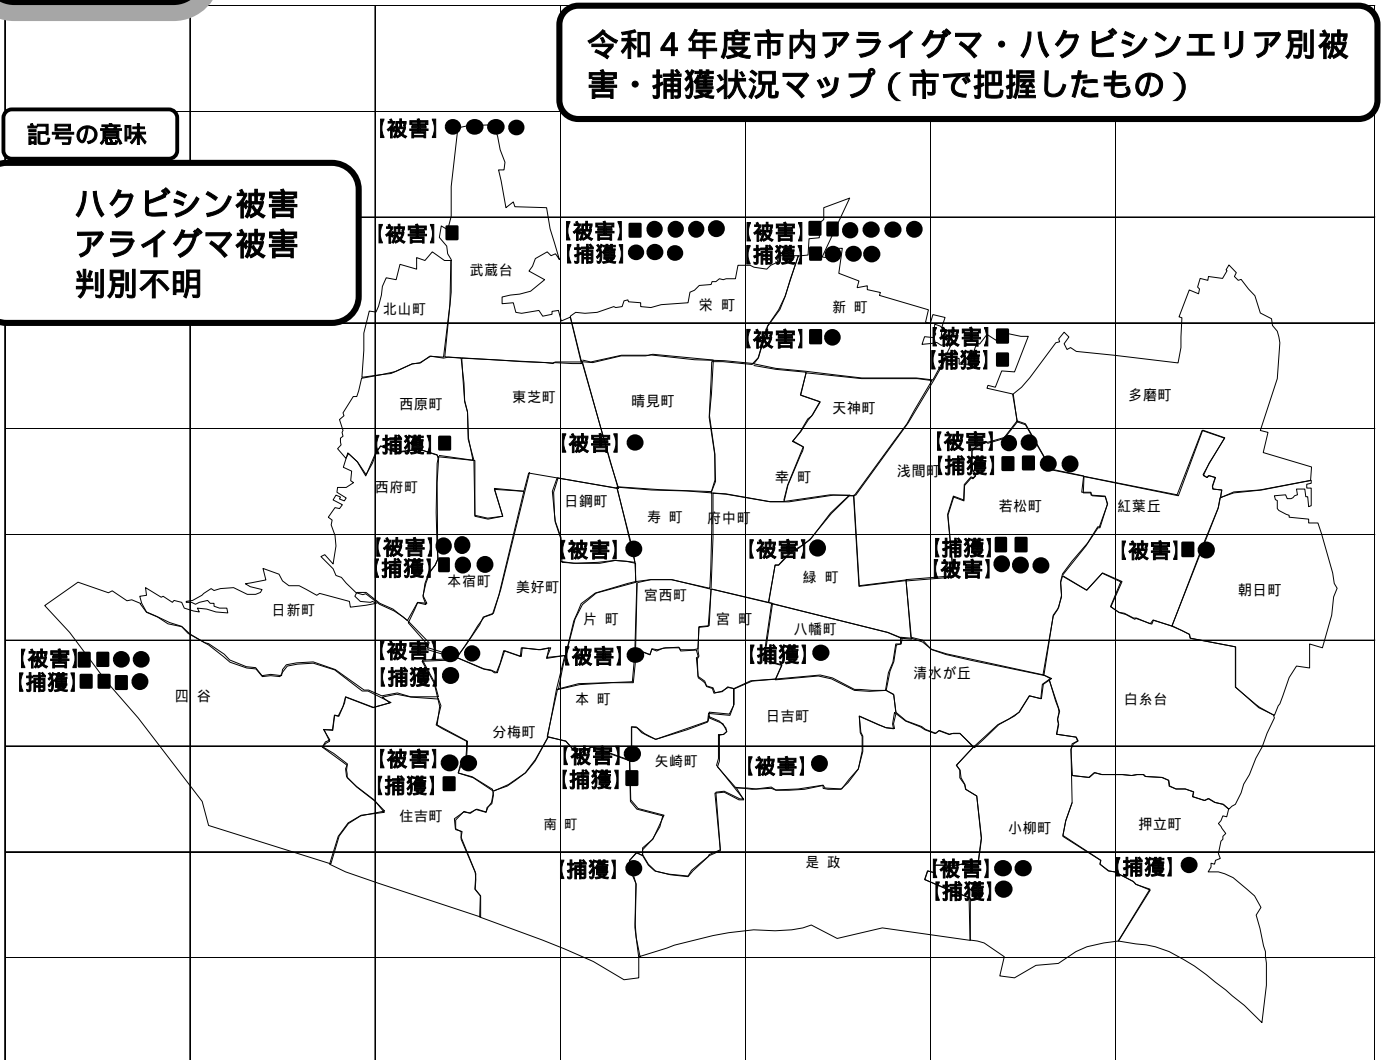 令和４年度市内アライグマ・ハクビシンエリア別被
害・捕獲状況マップ（市で把握したもの）
記号の意味
ハクビシン被害
アライグマ被害
判別不明
【被害】●●●●
【被害】■
【被害】■●●●●
【捕獲】●●●
【被害】■■●●●●
【捕獲】■●●●
武蔵台
北山町
栄 町
新 町
【被害】■●
【被害】■
【捕獲】■
西原町
東芝町
晴見町
天神町
多磨町
【捕獲】■
【被害】●
【被害】●●
【捕獲】■■●●
浅間町
幸 町
西府町
日鋼町
寿 町
府中町
若松町
紅葉丘
【被害】●●
【捕獲】■●●
【被害】●
【被害】●
【捕獲】■■
【被害】●●●
【被害】■●
本宿町
美好町
緑 町
朝日町
日新町
片 町
宮西町
宮 町
八幡町
【被害】■■●●
【捕獲】■■■●
【被害】●●
【捕獲】●
【被害】●
【捕獲】●
四 谷
清水が丘
本 町
白糸台
分梅町
日吉町
【被害】●●
【捕獲】■
【被害】●
【捕獲】■
矢崎町
【被害】●
住吉町
南 町
小柳町
押立町
【捕獲】●
是 政
【被害】●●
【捕獲】●
【捕獲】●